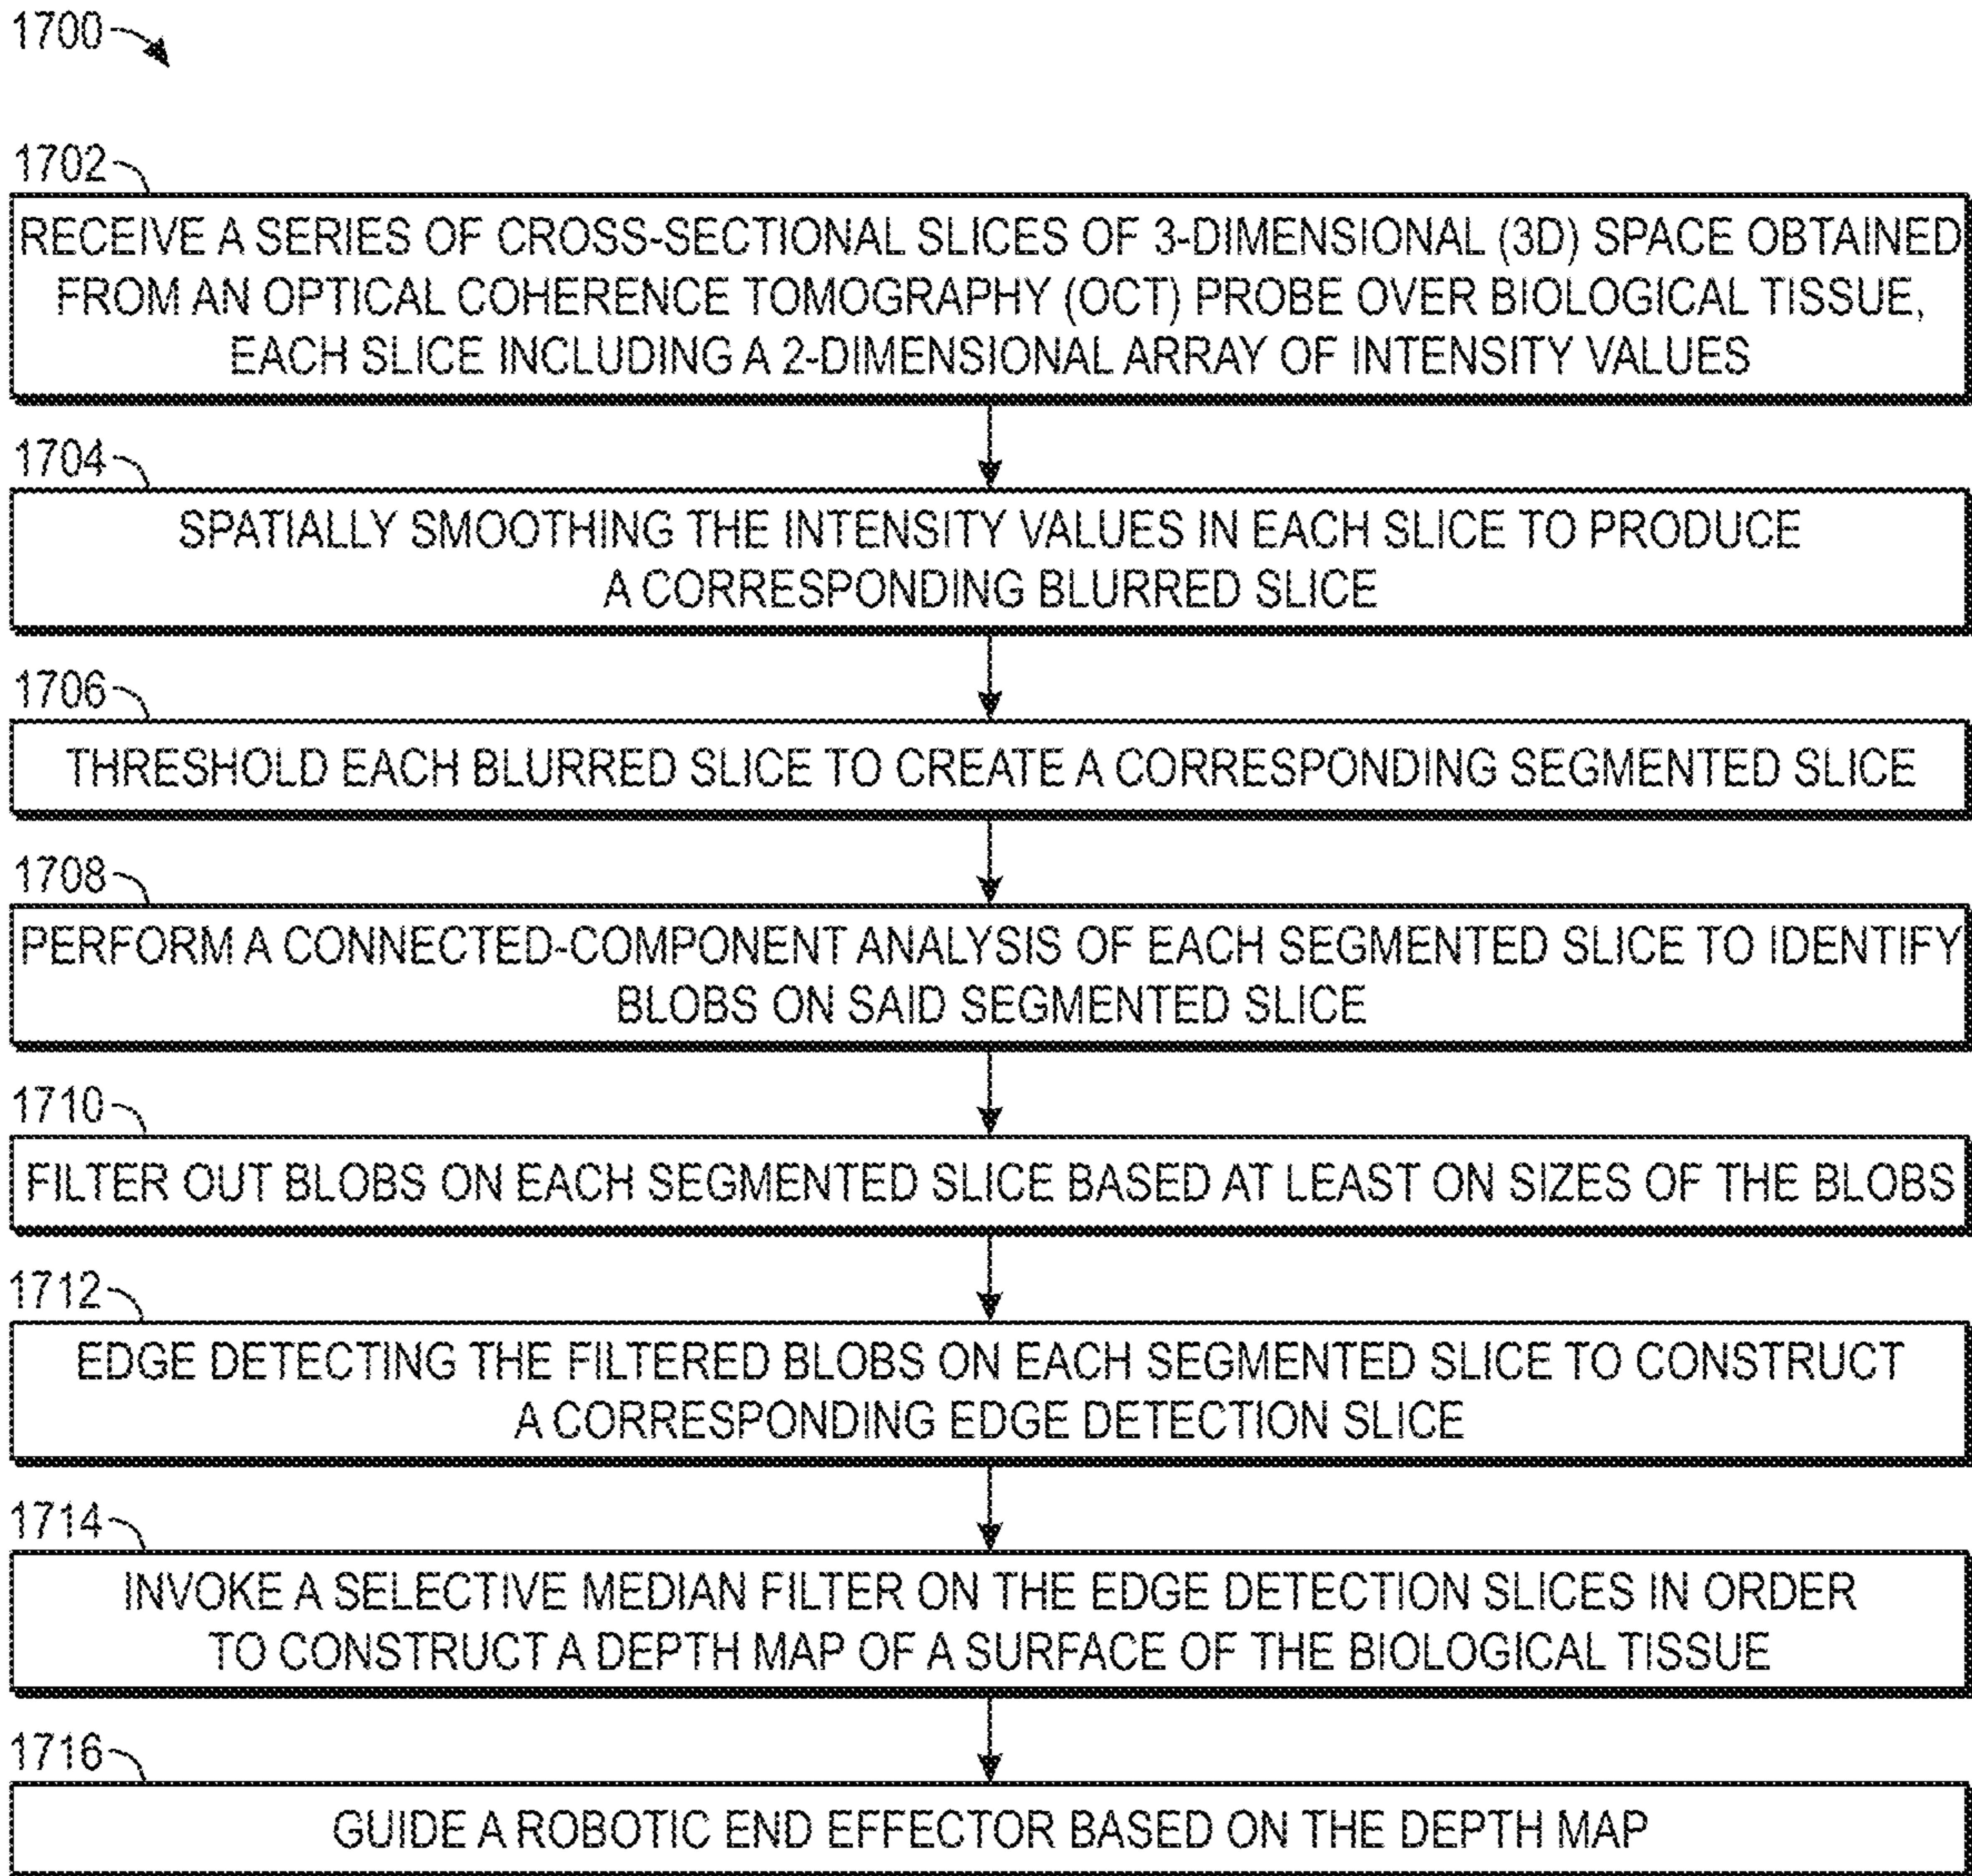 1700
1702
RECEIVE A SERIES OF CROSS-SECTIONAL SLICES OF 3-DIMENSIONAL (3D) SPACE OBTAINED
FROM AN OPTICAL COHERENCE TOMOGRAPHY (OCT) PROBE OVER BIOLOGICAL TISSUE,
EACH SLICE INCLUDING A 2-DIMENSIONAL ARRAY OF INTENSITY VALUES
1704
SPATIALLY SMOOTHING THE INTENSITY VALUES IN EACH SLICE TO PRODUCE
A CORRESPONDING BLURRED SLICE
1706
THRESHOLD EACH BLURRED SLICE TO CREATE A CORRESPONDING SEGMENTED SLICE
1708
PERFORM A CONNECTED-COMPONENT ANALYSIS OF EACH SEGMENTED SLICE TO IDENTIFY
BLOBS ON SAID SEGMENTED SLICE
1710
FILTER OUT BLOBS ON EACH SEGMENTED SLICE BASED AT LEAST ON SIZES OF THE BLOBS
1712
EDGE DETECTING THE FILTERED BLOBS ON EACH SEGMENTED SLICE TO CONSTRUCT
A CORRESPONDING EDGE DETECTION SLICE
1714
INVOKE A SELECTIVE MEDIAN FILTER ON THE EDGE DETECTION SLICES IN ORDER
TO CONSTRUCT A DEPTH MAP OF A SURFACE OF THE BIOLOGICAL TISSUE
1716
GUIDE A ROBOTIC END EFFECTOR BASED ON THE DEPTH MAP